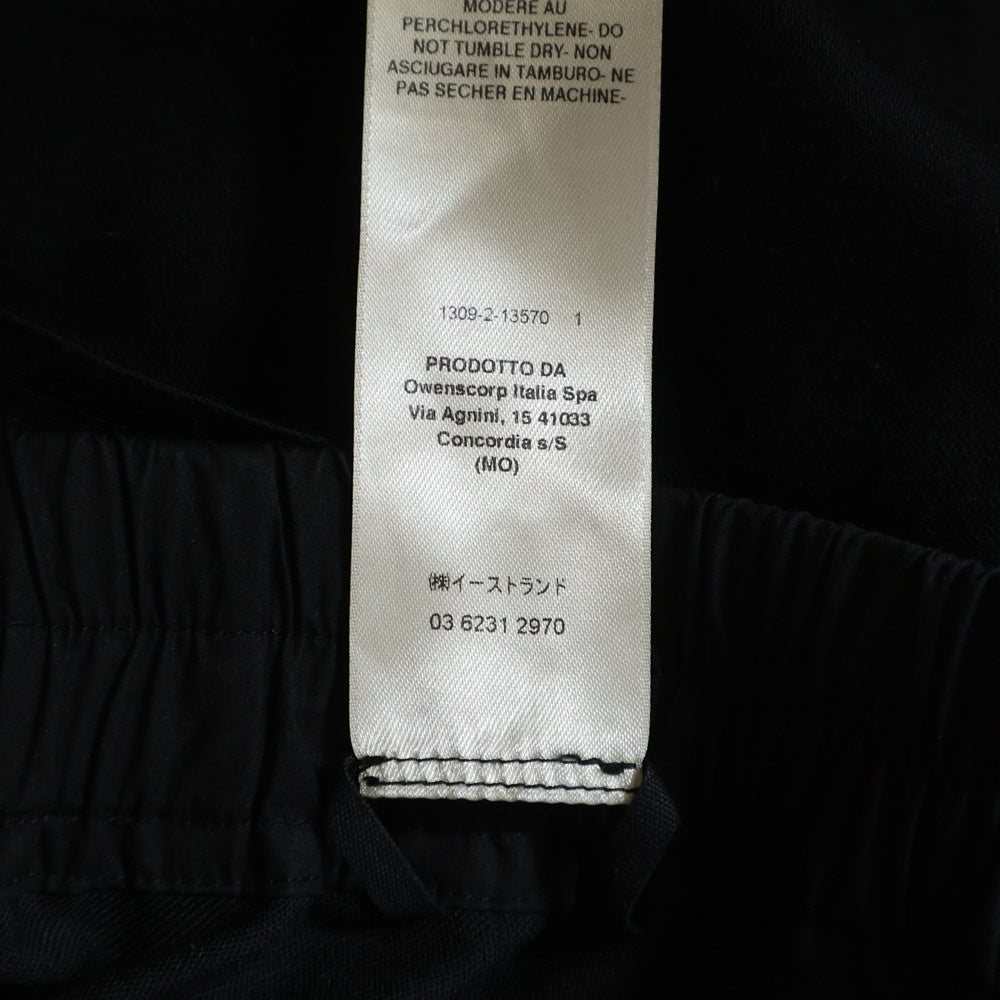 MODERE AU
PERCHLORETHYLENE- DO
NOT TUMBLE DRY- NON
ASCIUGARE IN TAMBURO- NE
PAS SECHER EN MACHINE-
1309-2-13570 1
PRODOTTO DA
Owenscorp Italia Spa
Via Agnini, 15 41033
Concordia s/S
(MO)
㈱イーストランド
03 6231 2970